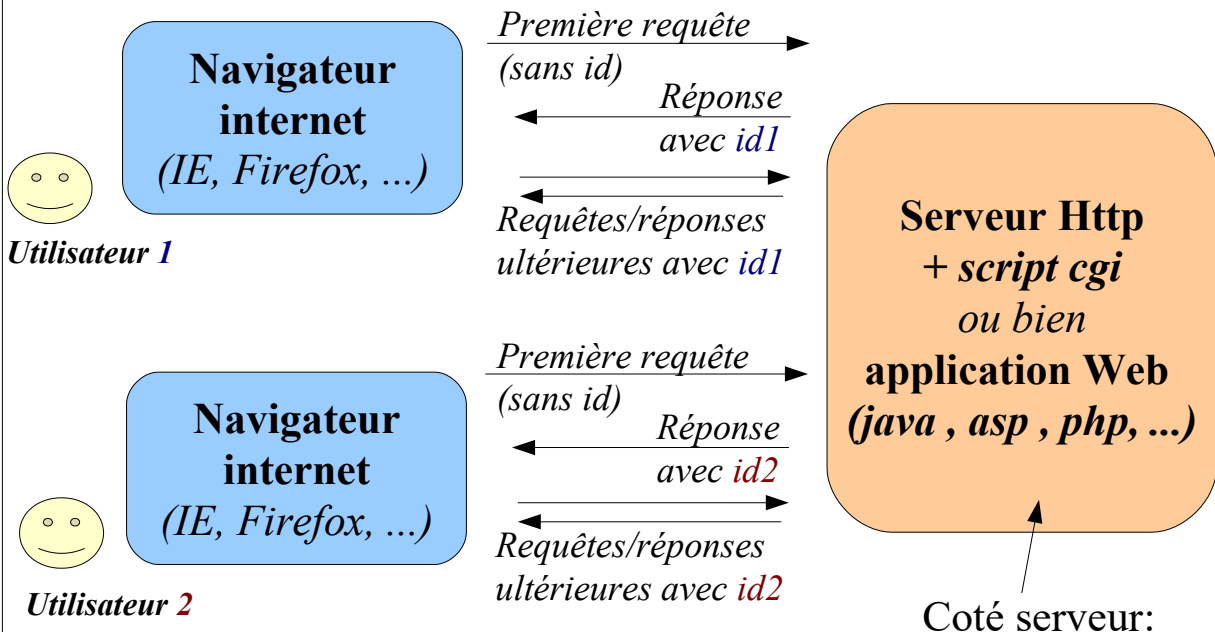 Première requête
(sans id)
Navigateur
internet
(IE, Firefox, ...)
Réponse
avec id1
Requêtes/réponses
ultérieures avec id1
Utilisateur 1
Serveur Http
+ script cgi
ou bien
application Web
(java , asp , php, ...)
Première requête
(sans id)
Navigateur
internet
(IE, Firefox, ...)
Réponse
avec id2
Requêtes/réponses
ultérieures avec id2
Utilisateur 2
Coté serveur: